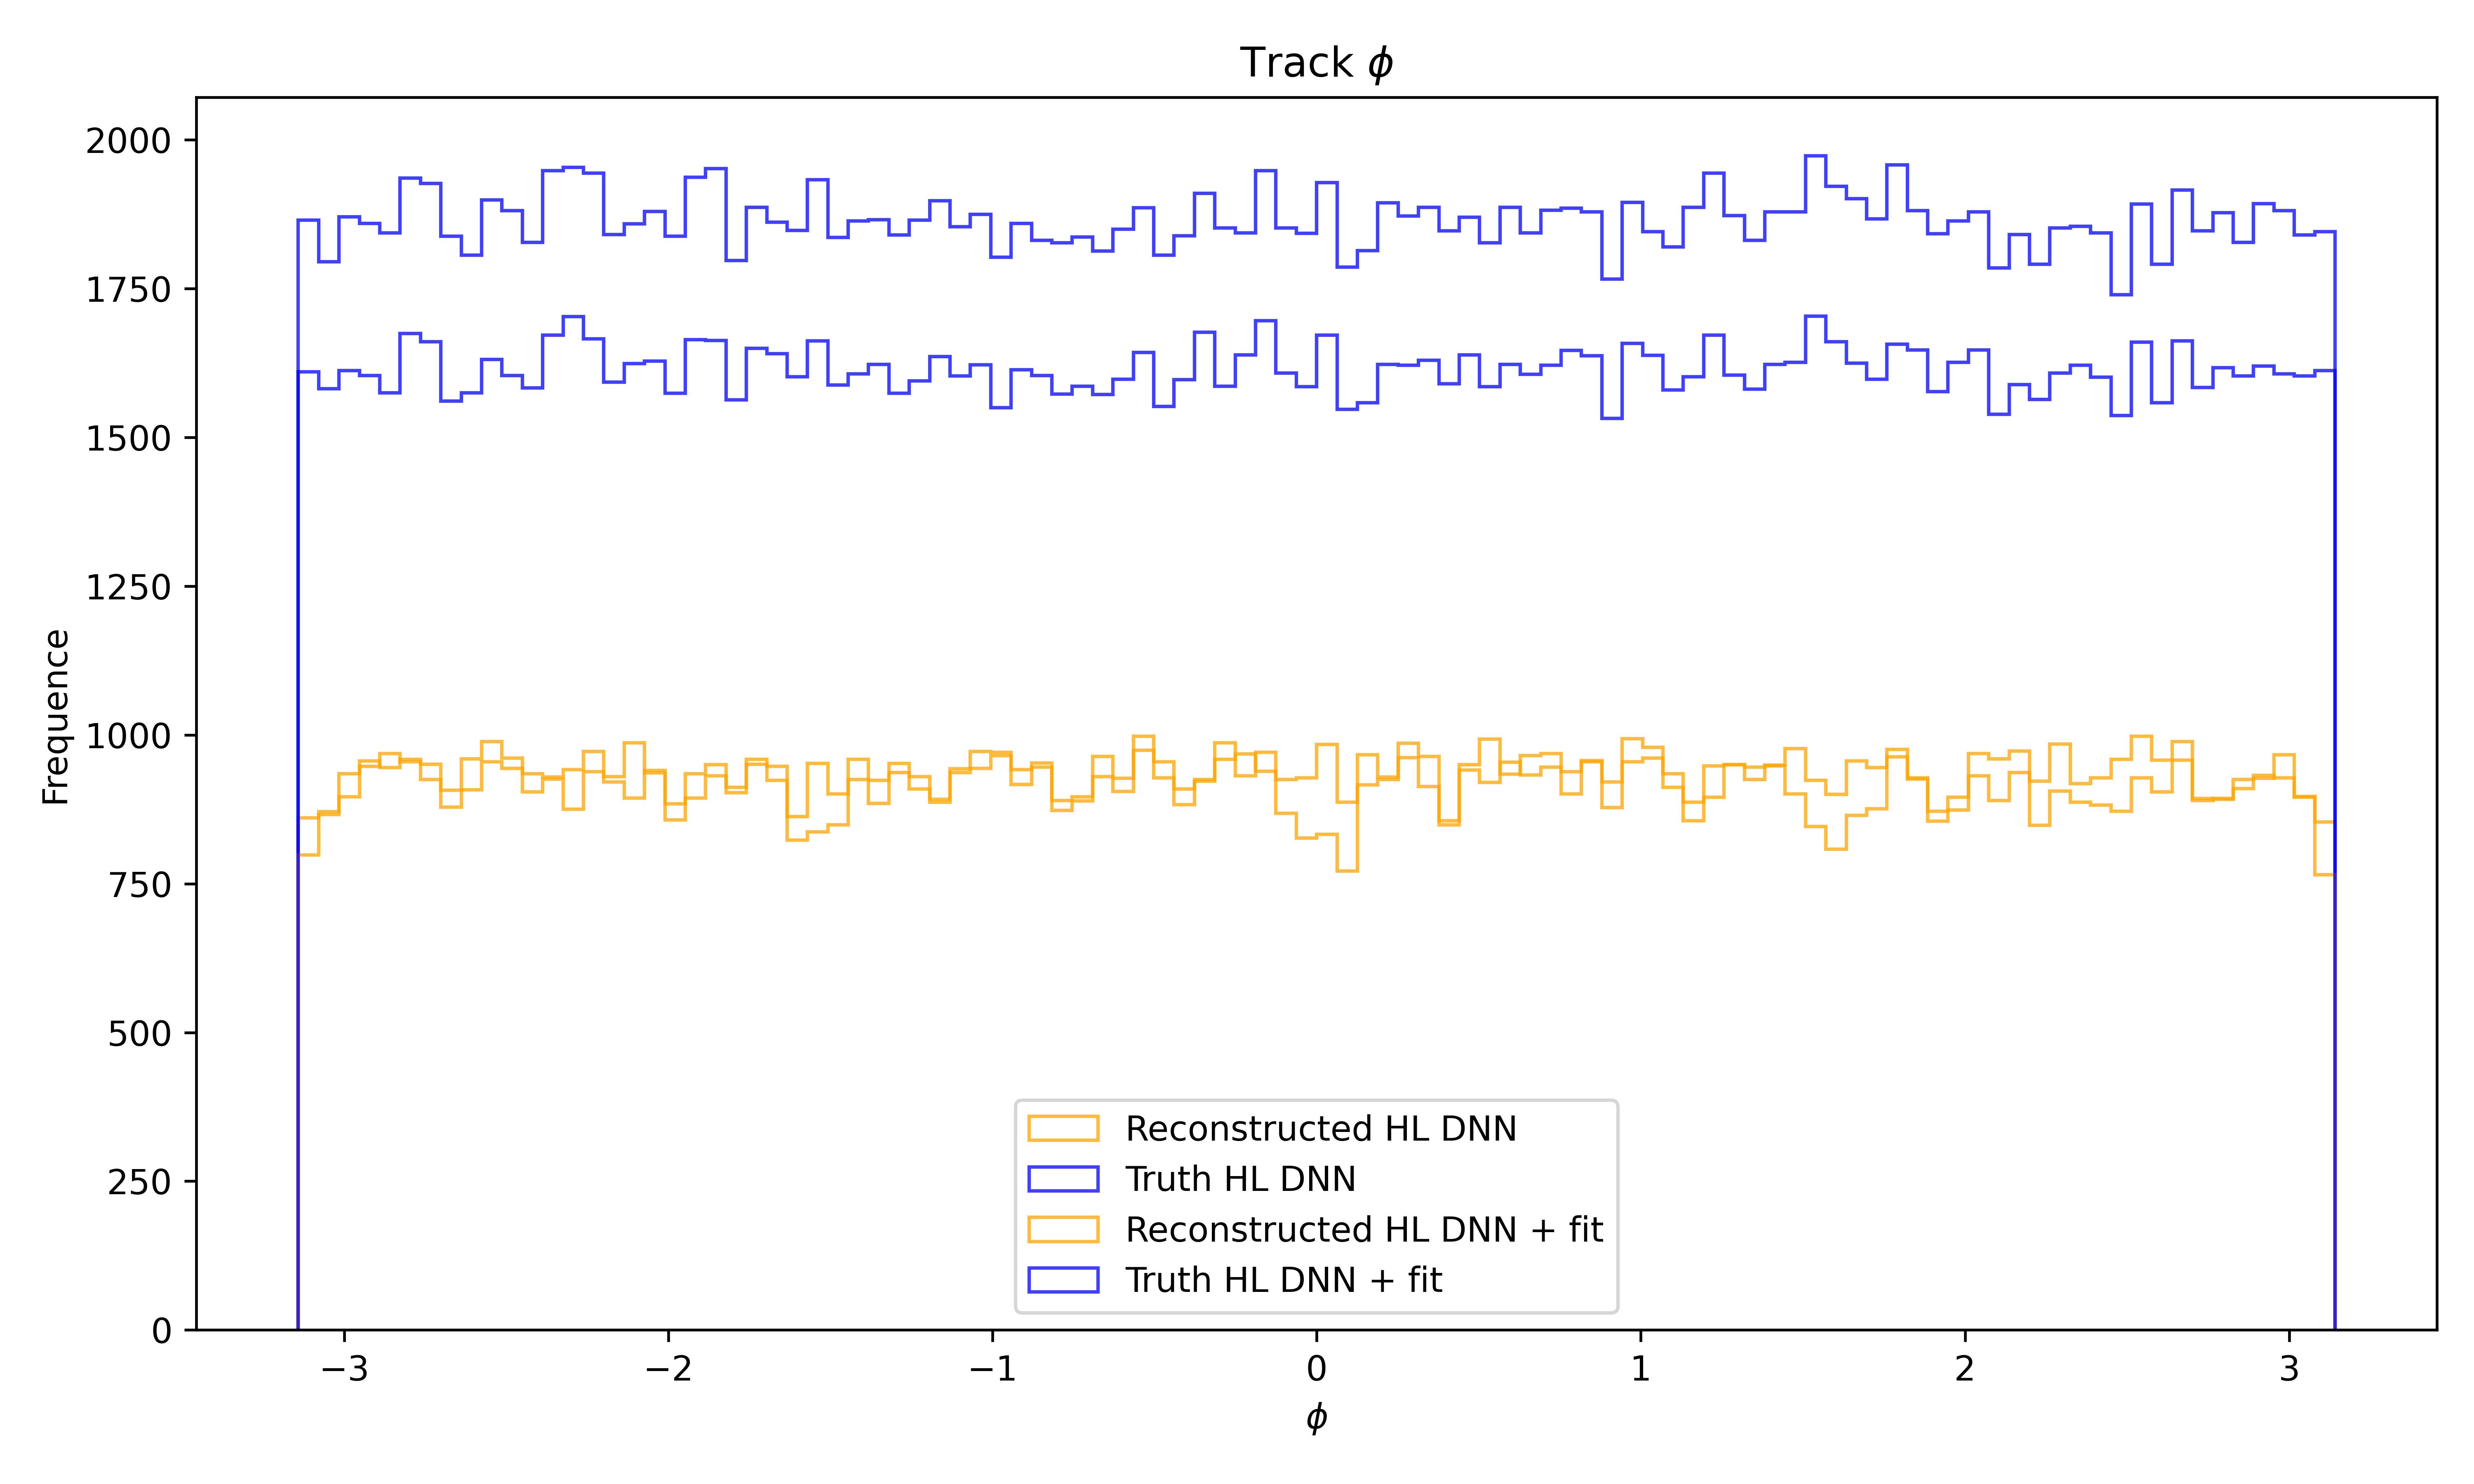 Track ϕ
Frequence
2000
1750
1500
1250
1000
750
500
250
0
−3
−2
−1
0
1
2
3
ϕ
Reconstructed HL DNN
Truth HL DNN
Reconstructed HL DNN + fit
Truth HL DNN + fit